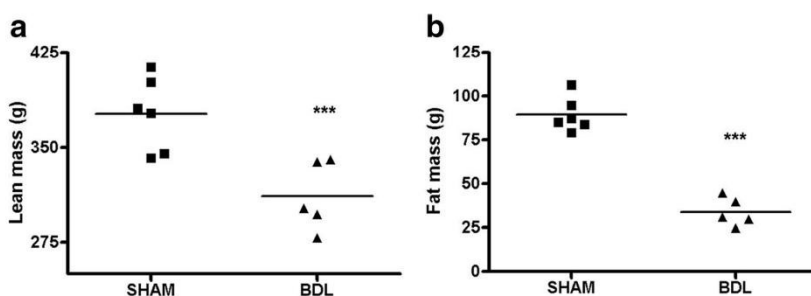 a
Lean mass (g)
425
350
275
***
SHAM
BDL
b
Fat mass (g)
125
100
75
50
25
0
***
SHAM
BDL